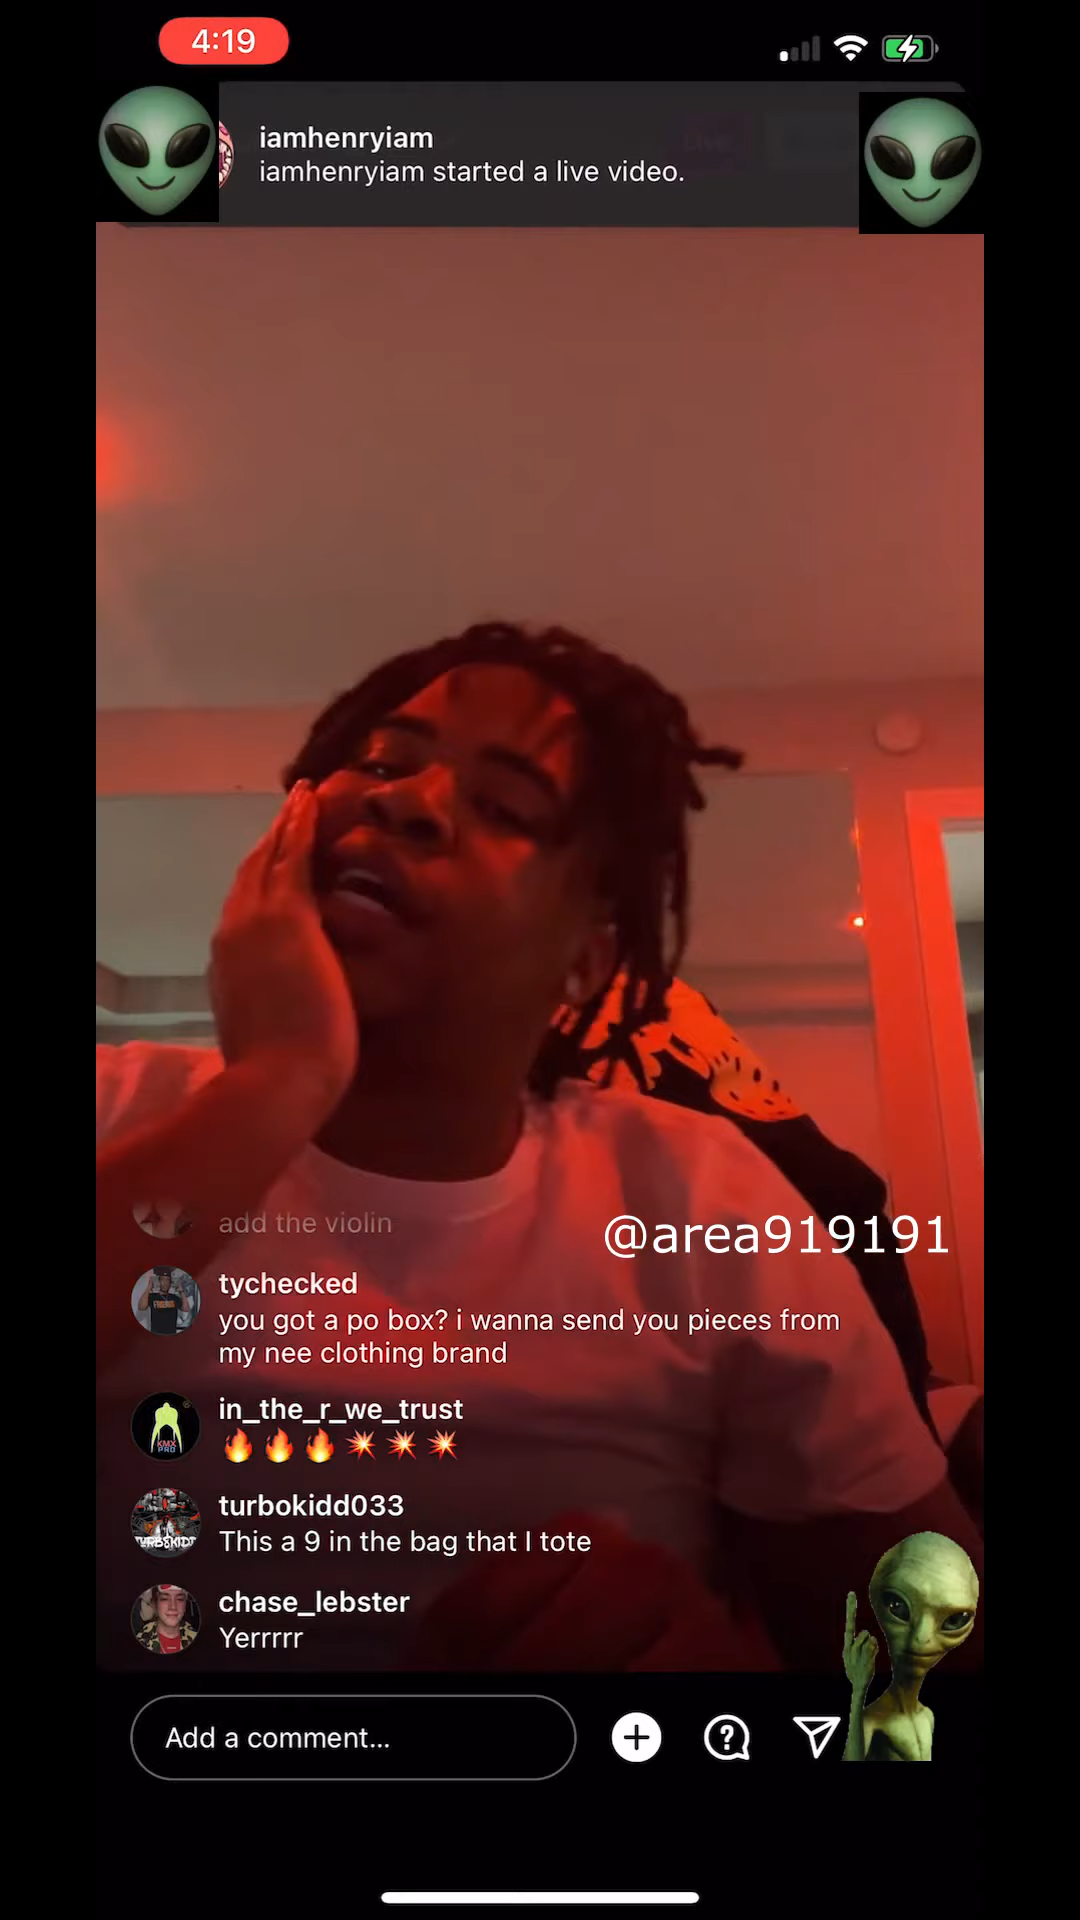 4:19
iamhenryiam
iamhenryiam started a live video.
add the violin
@area919191
tychecked
you got a po box? i wanna send you pieces from
my nee clothing brand
in_the_r_we_trust
🔥🔥🔥💥💥💥
turbokidd033
This a 9 in the bag that I tote
chase_lebster
Yerrrrr
Add a comment...